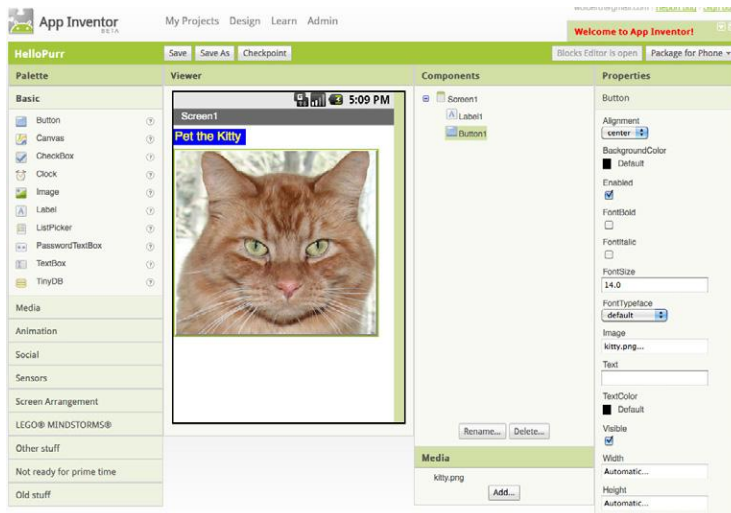 App Inventor
BETA
My Projects Design Learn Admin
Welcome to App Inventor!
HelloPurr
Save Save As Checkpoint
Blocks Editor is open Package for Phone
Palette
Basic
Button
Canvas
CheckBox
Clock
Image
Label
ListPicker
PasswordTextBox
TextBox
TinyDB
Media
Animation
Social
Sensors
Screen Arrangement
LEGO® MINDSTORMS®
Other stuff
Not ready for prime time
Old stuff
Viewer
5:09 PM
Screen1
Pet the Kitty
Components
Screen1
Label1
Button1
Rename... Delete...
Media
kitty.png
Add...
Properties
Button
Alignment
center
BackgroundColor
Default
Enabled
FontBold
FontItalic
FontSize
14.0
FontTypeface
default
Image
kitty.png...
Text
TextColor
Default
Visible
Width
Automatic...
Height
Automatic...